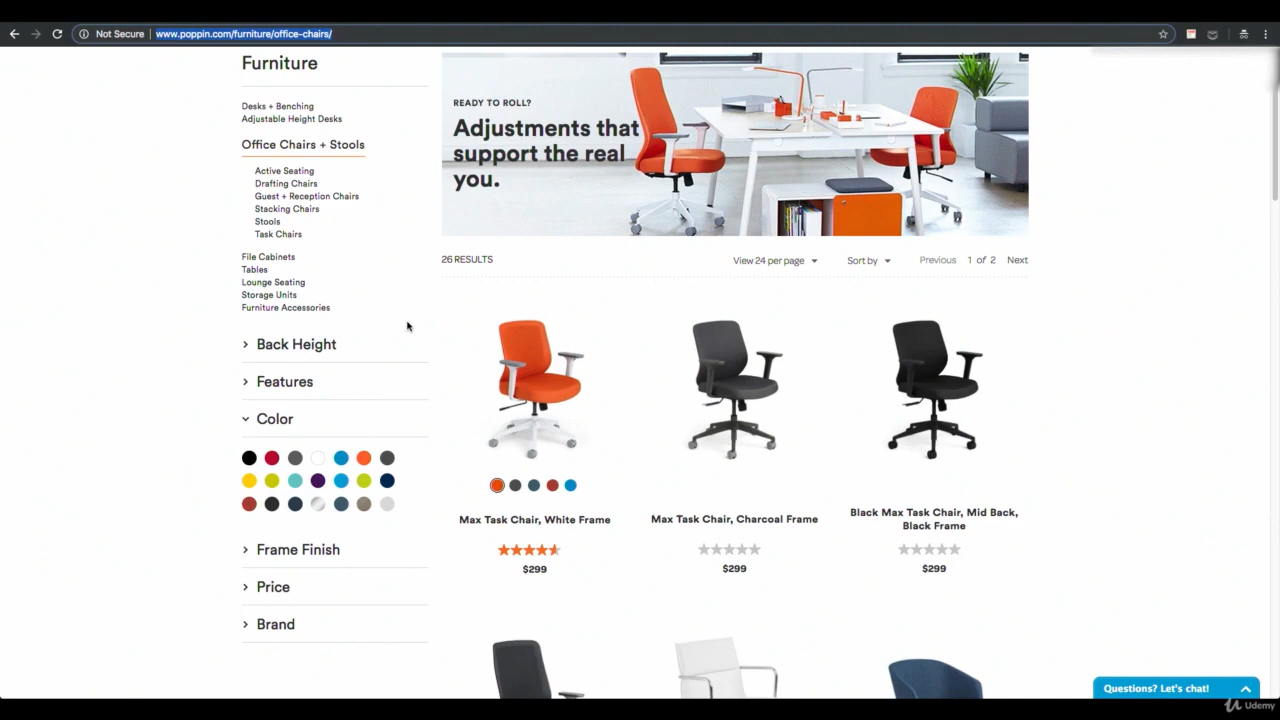 Not Secure www.poppin.com/furniture/office-chairs/
Furniture
Desks + Benching
Adjustable Height Desks
Office Chairs + Stools
Active Seating
Drafting Chairs
Guest + Reception Chairs
Stacking Chairs
Stools
Task Chairs
File Cabinets
Tables
Lounge Seating
Storage Units
Furniture Accessories
Back Height
Features
Color
Frame Finish
Price
Brand
READY TO ROLL?
Adjustments that
support the real
you.
26 RESULTS
View 24 per page
Sort by
Previous 1 of 2 Next
Max Task Chair, White Frame
$299
Max Task Chair, Charcoal Frame
$299
Black Max Task Chair, Mid Back,
Black Frame
$299
Questions? Let's chat!
Udemy